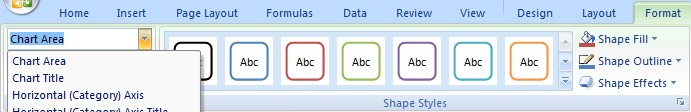 Home Insert Page Layout Formulas Data Review View Design Layout Format
Chart Area
Chart Area
Chart Title
Horizontal (Category) Axis
Horizontal (Category) Axis Title
Abc Abc Abc Abc Abc Abc Abc
Shape Fill
Shape Outline
Shape Effects
Shape Styles